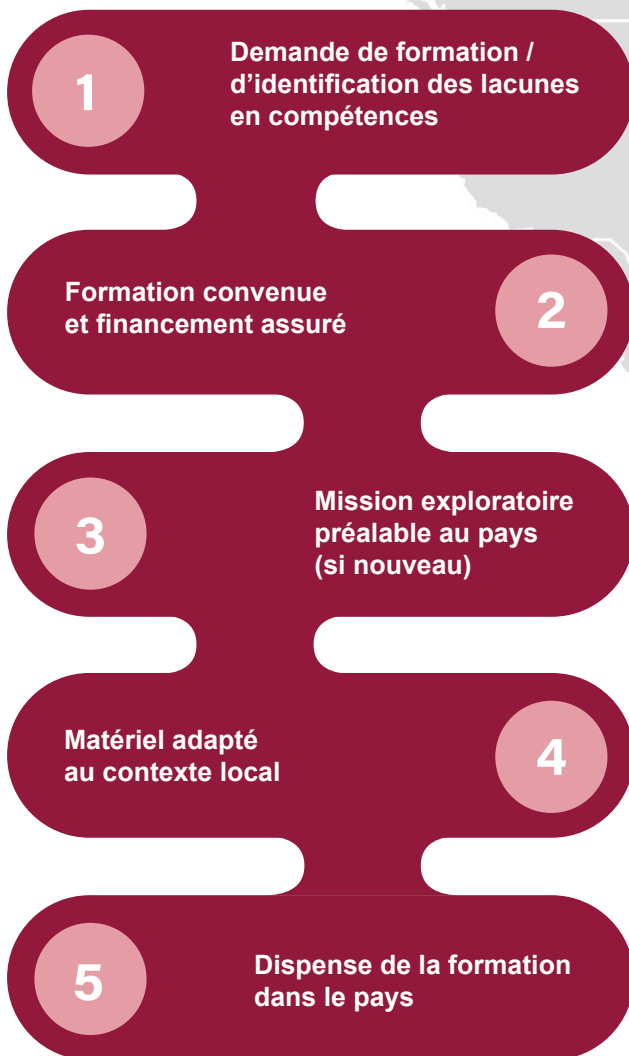 1
Demande de formation /
d’identification des lacunes
en compétences
Formation convenue
et financement assuré
2
3
Mission exploratoire
préalable au pays
(si nouveau)
Matériel adapté
au contexte local
4
5
Dispense de la formation
dans le pays